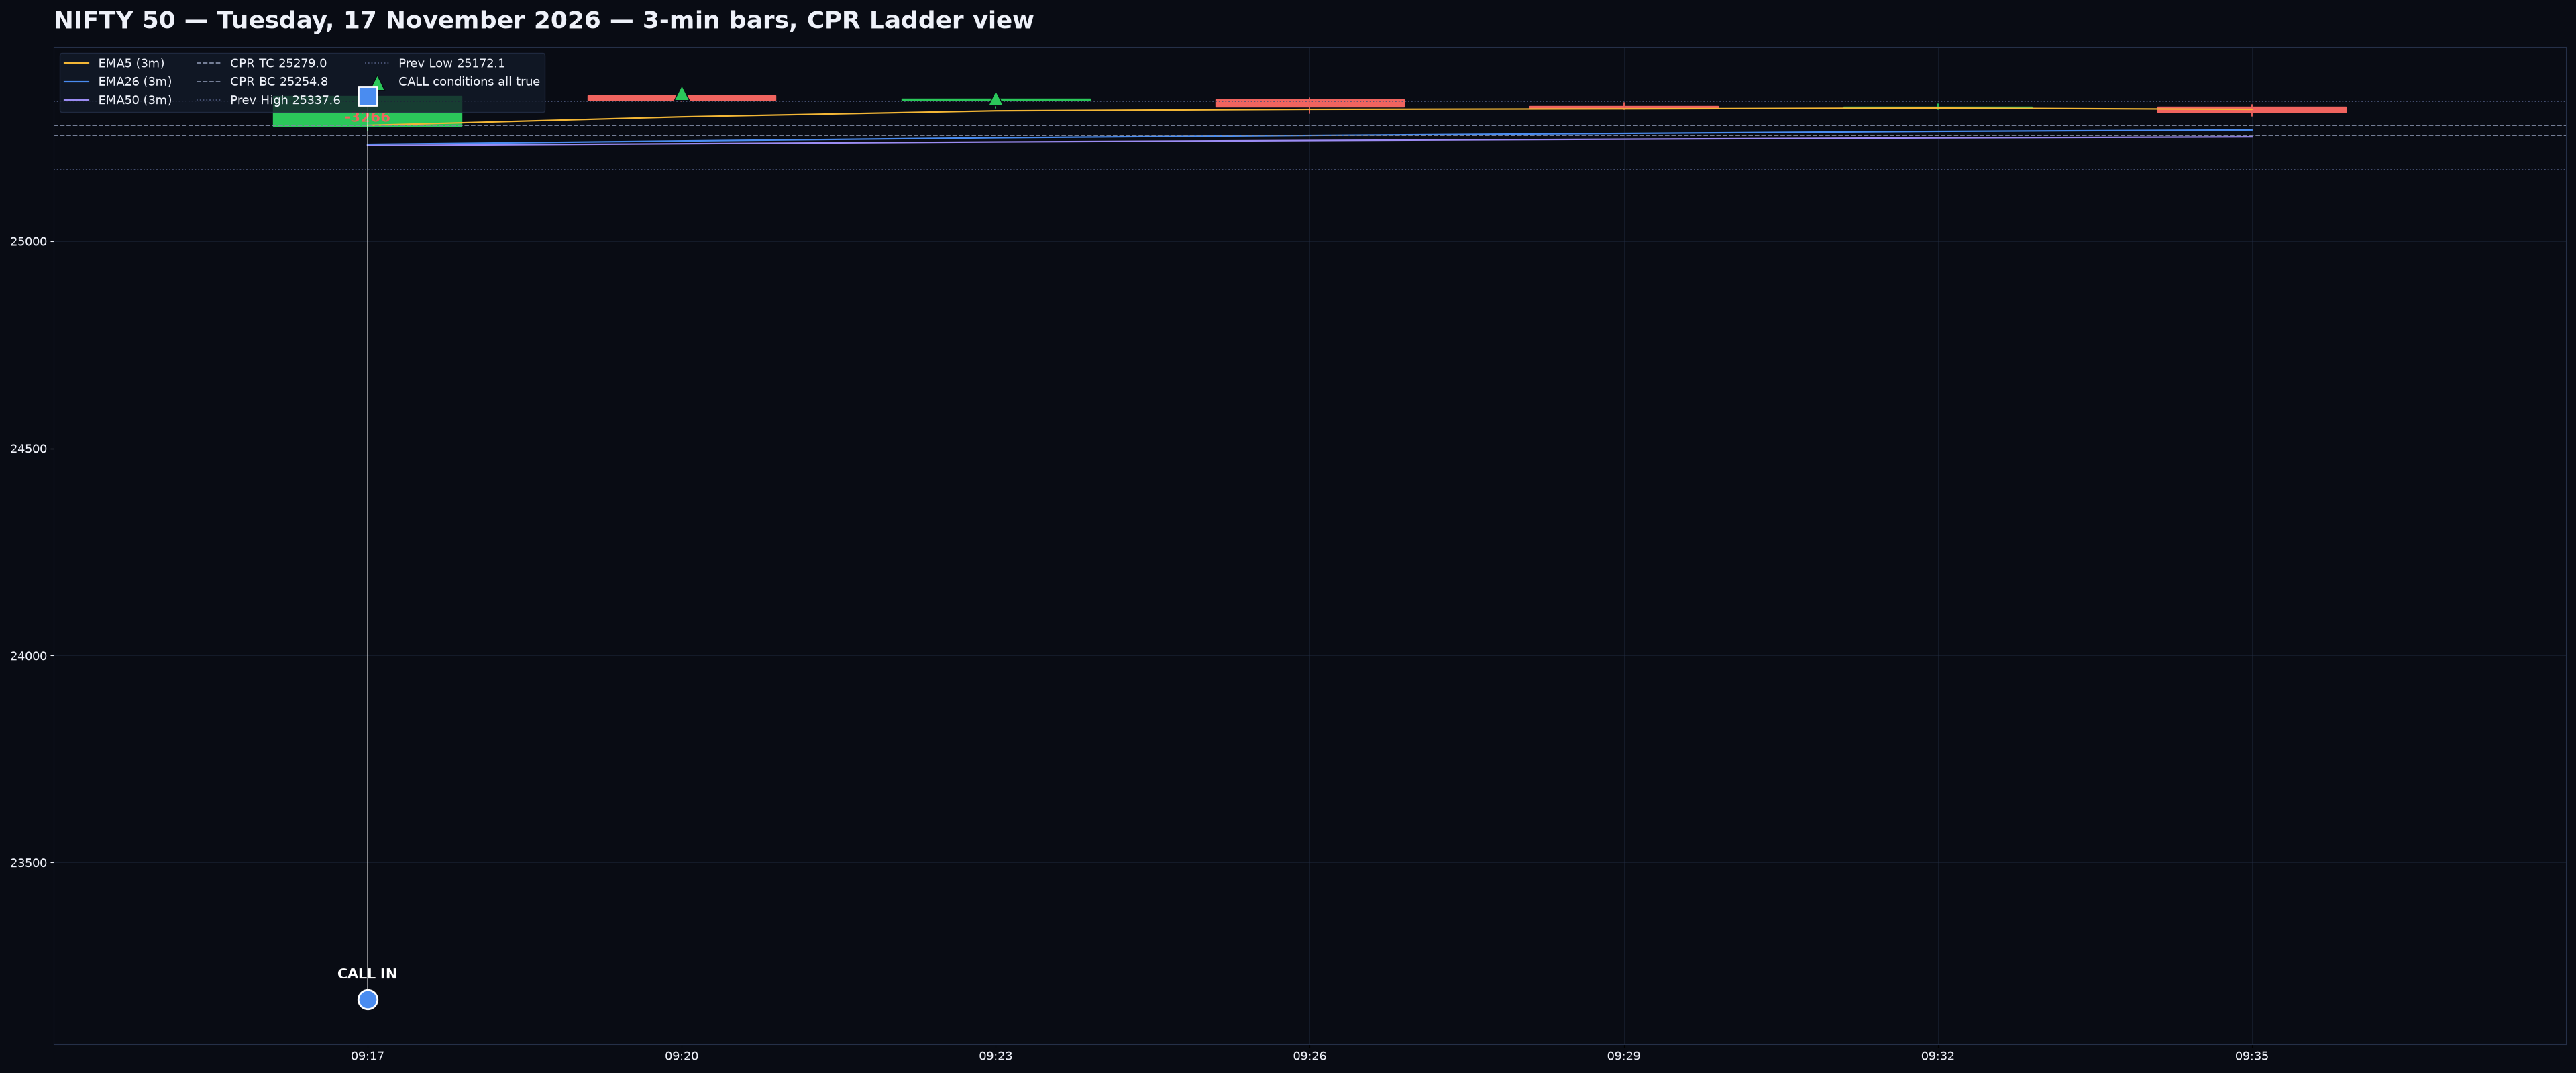 NIFTY 50 — Tuesday, 17 November 2026 — 3-min bars, CPR Ladder view
EMA5 (3m)
EMA26 (3m)
EMA50 (3m)
CPR TC 25279.0
CPR BC 25254.8
Prev High 25337.6
Prev Low 25172.1
CALL conditions all true
25000
24500
24000
23500
CALL IN
09:17
09:20
09:23
09:26
09:29
09:32
09:35